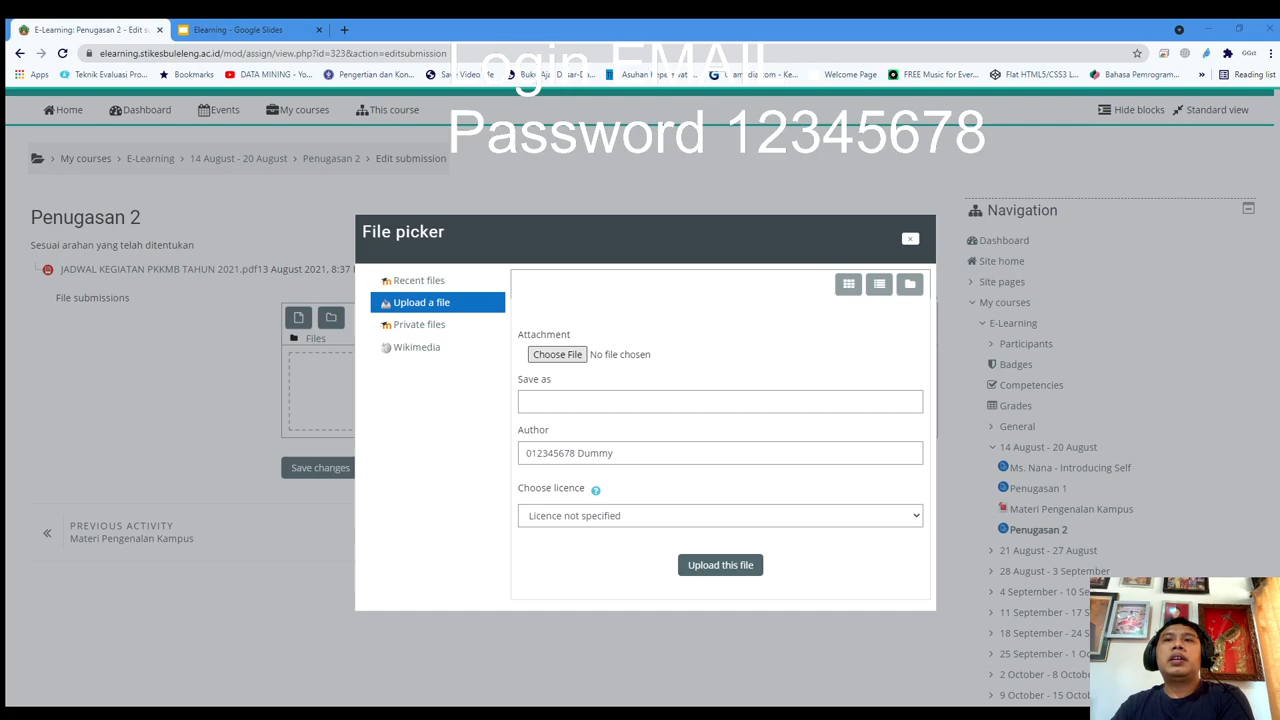 E-Learning: Penugasan 2 - Edit su
Elearning - Google Slides
elearning.stikesbuleleng.ac.id/mod/assign/view.php?id=323&action=editsubmission
Login EMAIL
Apps
Teknik Evaluasi Pro...
Bookmarks
DATA MINING - You...
Pengertian dan Kon...
Asuhan
Welcome Page
FREE Music for Ever...
Flat HTML5/CSS3 L...
Bahasa Pemrogram...
»
Reading list
Home
Dashboard
Events
My courses
This course
Password 12345678
Hide blocks
Standard view
My courses › E-Learning › 14 August - 20 August › Penugasan 2 › Edit submission
Penugasan 2
Sesuai arahan yang telah ditentukan
JADWAL KEGIATAN PKKMB TAHUN 2021.pdf13 August 2021, 8:37
File submissions
Files
Save changes
PREVIOUS ACTIVITY
Materi Pengenalan Kampus
File picker
×
Recent files
Upload a file
Private files
Wikimedia
Attachment
Choose File No file chosen
Save as
Author
012345678 Dummy
Choose licence
Licence not specified
Upload this file
Navigation
Dashboard
Site home
Site pages
My courses
E-Learning
Participants
Badges
Competencies
Grades
General
14 August - 20 August
Ms. Nana - Introducing Self
Penugasan 1
Materi Pengenalan Kampus
Penugasan 2
21 August - 27 August
28 August - 3 September
4 September - 10 Se
11 September - 17 S
18 September - 24 S
25 September - 1 O
2 October - 8 Octo
9 October - 15 Octo